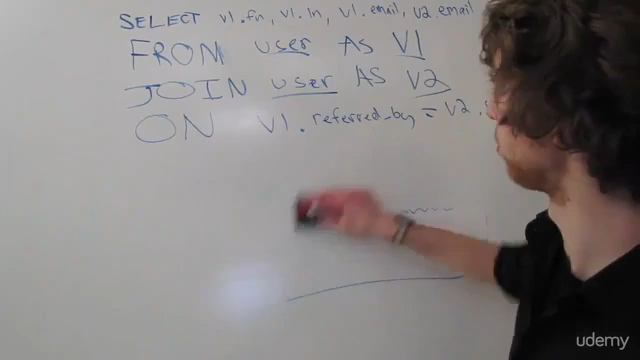 SELECT V1.fn, V1.ln, V1.email, V2.email
FROM user AS V1
JOIN user AS V2
ON V1.referred_by = V2.
udemy